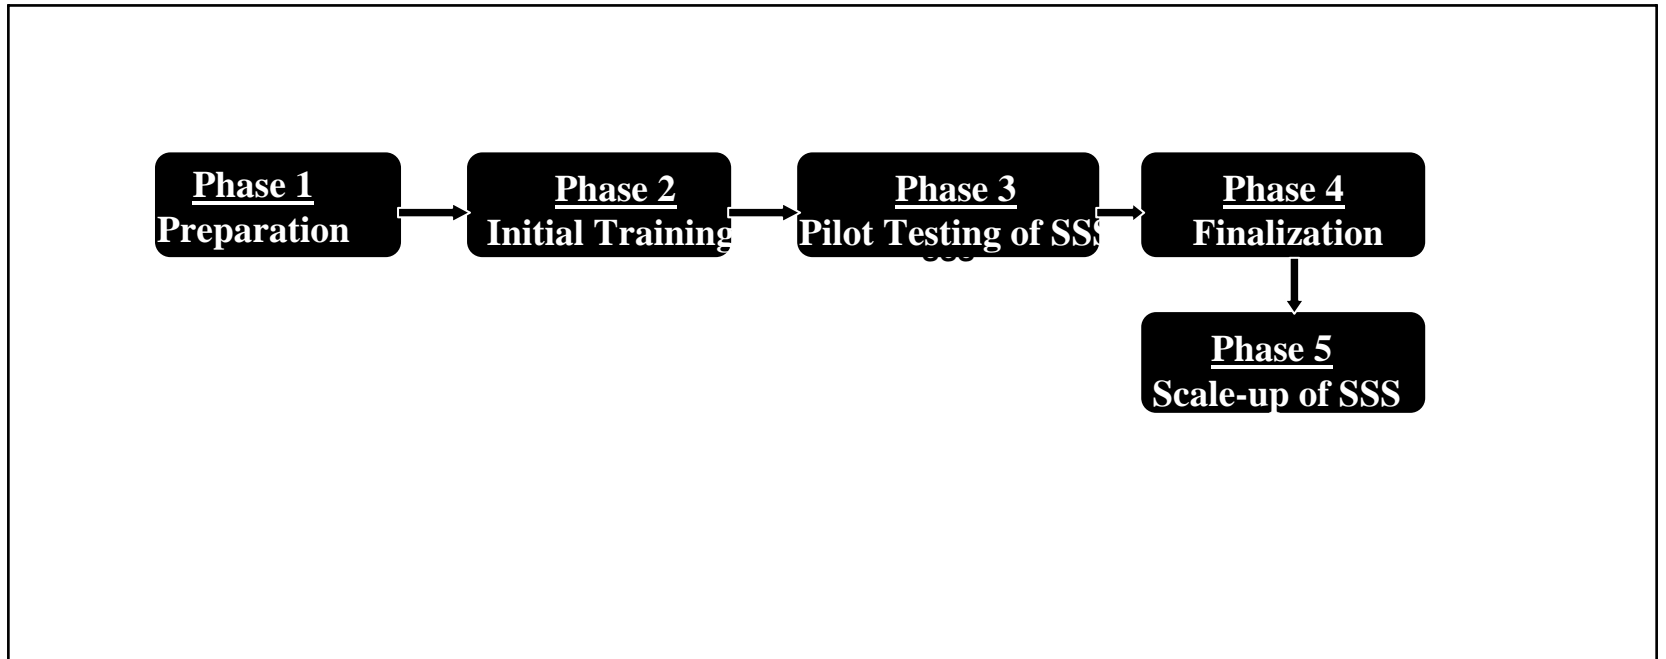 Phase 1
Preparation
Phase 2
Initial Training
Phase 3
Pilot Testing of SSS
Phase 4
Finalization
Phase 5
Scale-up of SSS